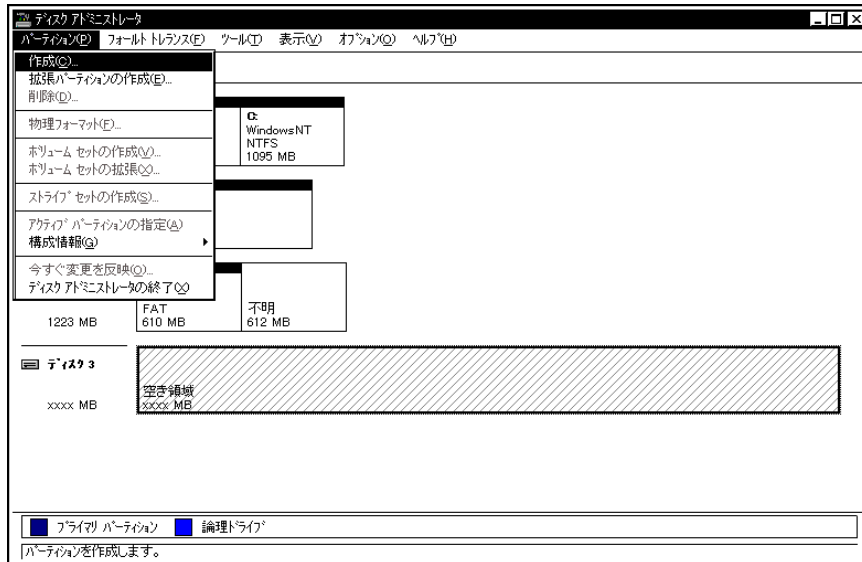 ディスク アドミニストレータ
パーティション(P) フォールト トレランス(F) ツール(T) 表示(V) オプション(O) ヘルプ(H)
作成(C)...
拡張パーティションの作成(E)...
削除(D)...
物理フォーマット(F)...
ボリューム セットの作成(V)...
ボリューム セットの拡張(X)...
ストライプ セットの作成(S)...
アクティブ パーティションの指定(A)
構成情報(G)
今すぐ変更を反映(O)...
ディスク アドミニストレータの終了(X)
C:
WindowsNT
NTFS
1095 MB
1223 MB
FAT
610 MB
不明
612 MB
ディスク 3
xxxx MB
空き領域
xxxx MB
プライマリ パーティション 論理ドライブ
パーティションを作成します。